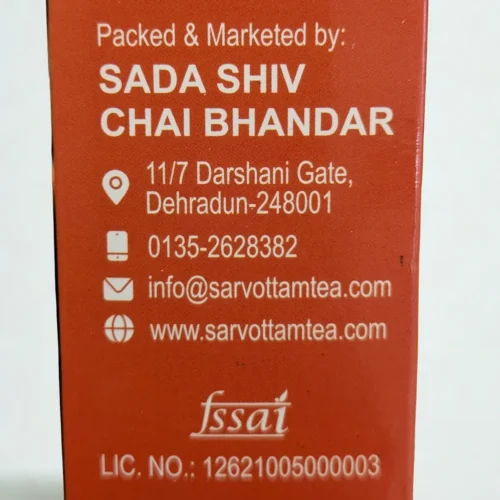 Packed & Marketed by:
SADA SHIV
CHAI BHANDAR
11/7 Darshani Gate,
Dehradun-248001
0135-2628382
info@sarvottamtea.com
www.sarvottamtea.com
fssai
LIC. NO.: 12621005000003